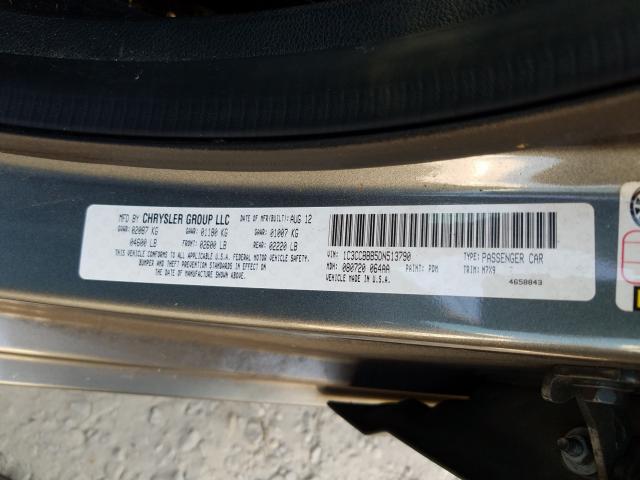 MFD BY CHRYSLER GROUP LLC DATE OF MFR/BUILT: AUG 12
GVWR: 02087 KG GAWR: 01180 KG GAWR: 01007 KG
04600 LB FRONT: 02600 LB REAR: 02220 LB
THIS VEHICLE CONFORMS TO ALL APPLICABLE U.S.A. FEDERAL MOTOR VEHICLE SAFETY,
BUMPER AND THEFT PREVENTION STANDARDS IN EFFECT ON
THE DATE OF MANUFACTURE SHOWN ABOVE.
VIN: 1C3CCBBB5DN513790 TYPE: PASSENGER CAR
MDH: 080720 064AA PAINT: PDM TRIM: M7X9
VEHICLE MADE IN U.S.A. 4658843